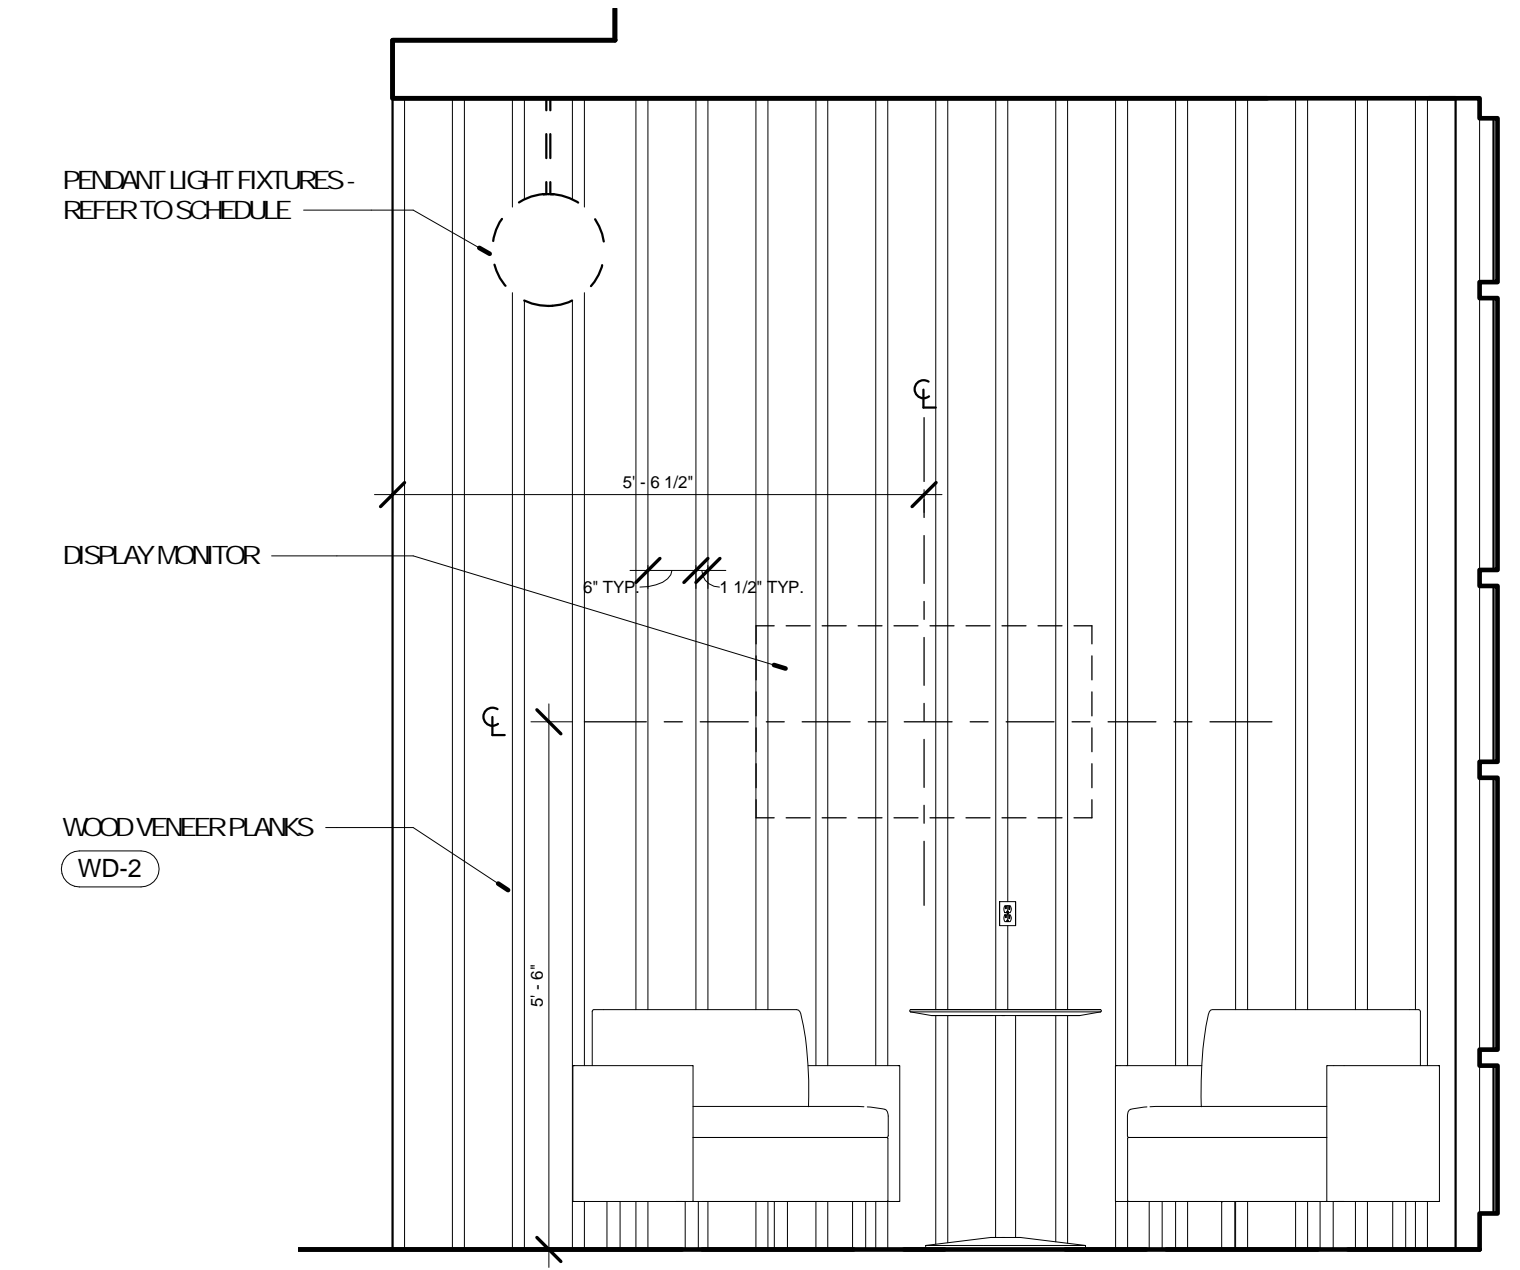 PENDANT LIGHT FIXTURES -
REFER TO SCHEDULE
℄
5' - 6 1/2"
DISPLAY MONITOR
6" TYP.
1 1/2" TYP.
℄
WOOD VENEER PLANKS
WD-2
5' - 6"